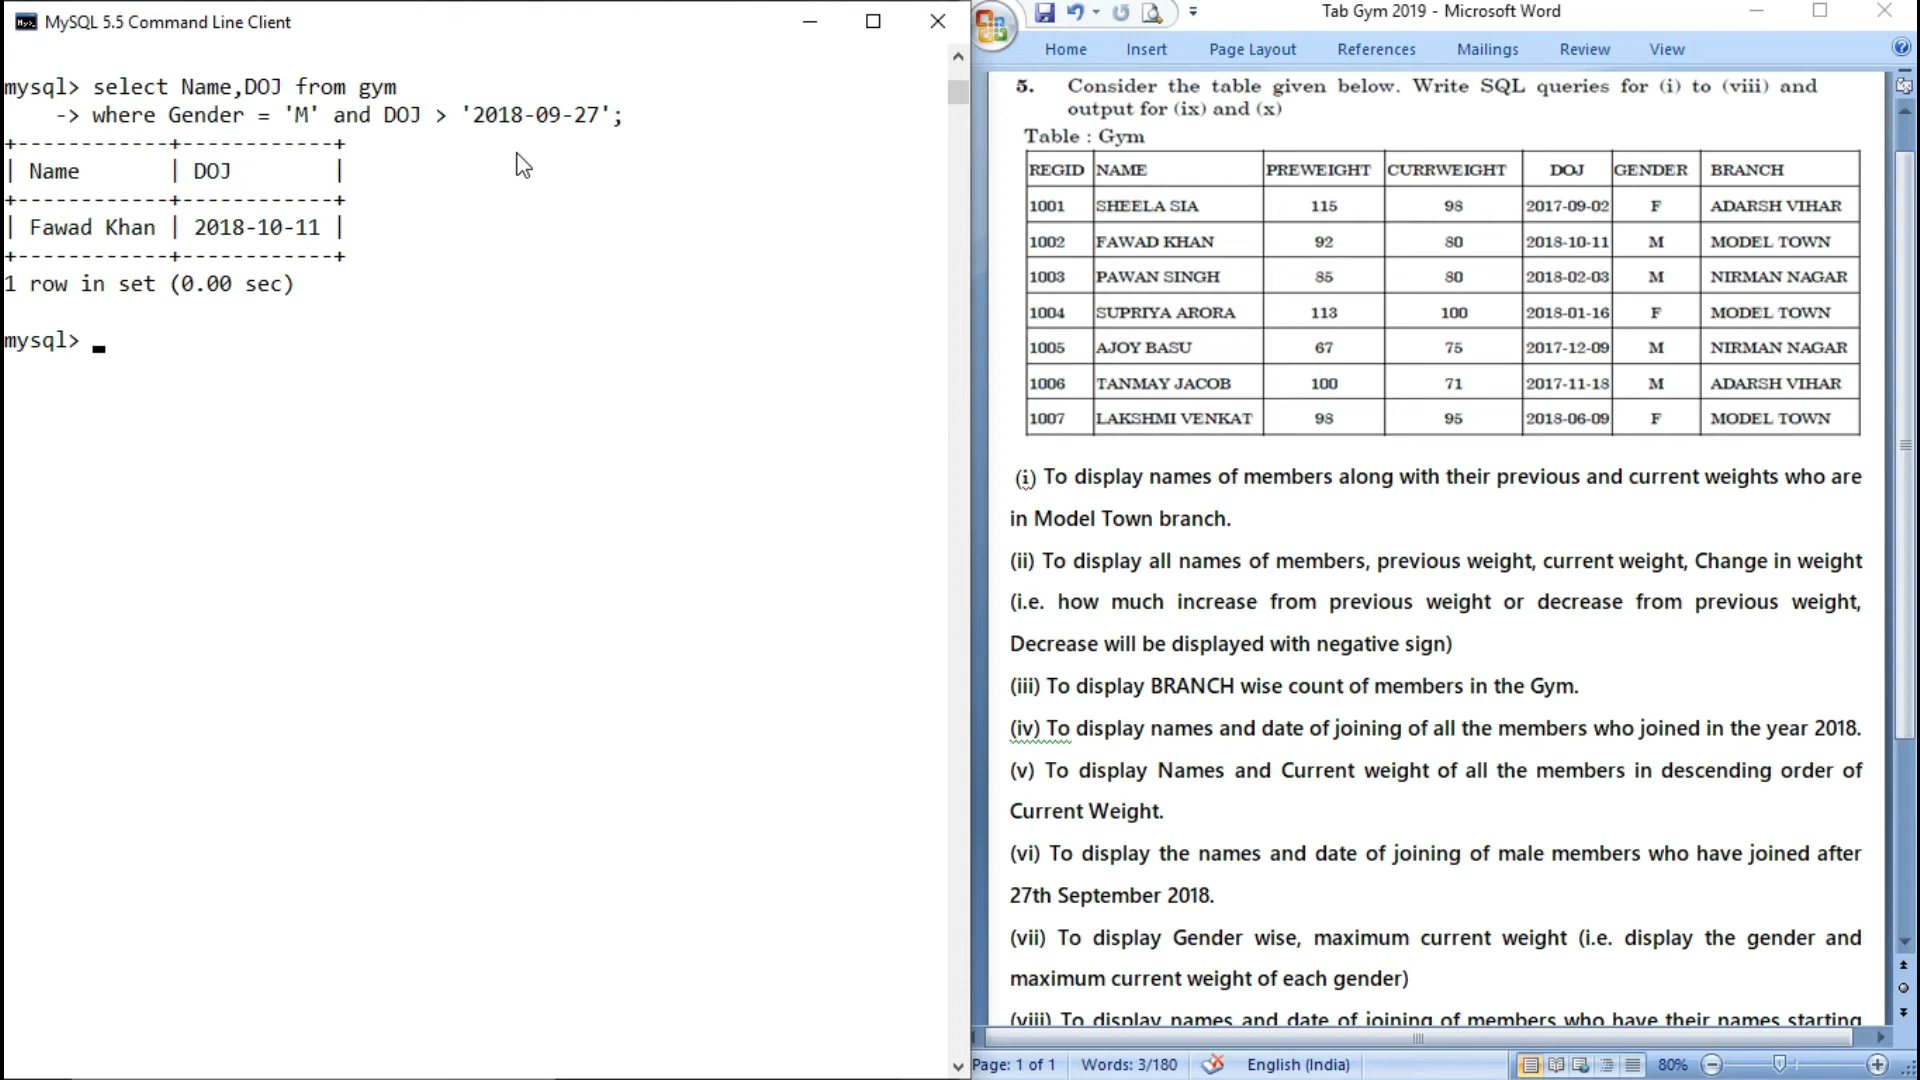 MySQL 5.5 Command Line Client
mysql> select Name,DOJ from gym
-> where Gender = 'M' and DOJ > '2018-09-27';
+------------+------------+
| Name | DOJ |
+------------+------------+
| Fawad Khan | 2018-10-11 |
+------------+------------+
1 row in set (0.00 sec)
mysql>
Tab Gym 2019 - Microsoft Word
Home Insert Page Layout References Mailings Review View
5. Consider the table given below. Write SQL queries for (i) to (viii) and
output for (ix) and (x)
Table : Gym
REGID NAME PREWEIGHT CURRWEIGHT DOJ GENDER BRANCH
1001 SHEELA SIA 115 98 2017-09-02 F ADARSH VIHAR
1002 FAWAD KHAN 92 80 2018-10-11 M MODEL TOWN
1003 PAWAN SINGH 85 80 2018-02-03 M NIRMAN NAGAR
1004 SUPRIYA ARORA 113 100 2018-01-16 F MODEL TOWN
1005 AJOY BASU 67 75 2017-12-09 M NIRMAN NAGAR
1006 TANMAY JACOB 100 71 2017-11-18 M ADARSH VIHAR
1007 LAKSHMI VENKAT 98 95 2018-06-09 F MODEL TOWN
(i) To display names of members along with their previous and current weights who are
in Model Town branch.
(ii) To display all names of members, previous weight, current weight, Change in weight
(i.e. how much increase from previous weight or decrease from previous weight,
Decrease will be displayed with negative sign)
(iii) To display BRANCH wise count of members in the Gym.
(iv) To display names and date of joining of all the members who joined in the year 2018.
(v) To display Names and Current weight of all the members in descending order of
Current Weight.
(vi) To display the names and date of joining of male members who have joined after
27th September 2018.
(vii) To display Gender wise, maximum current weight (i.e. display the gender and
maximum current weight of each gender)
(viii) To display names and date of joining of members who have their names starting
Page: 1 of 1 Words: 3/180 English (India) 80%